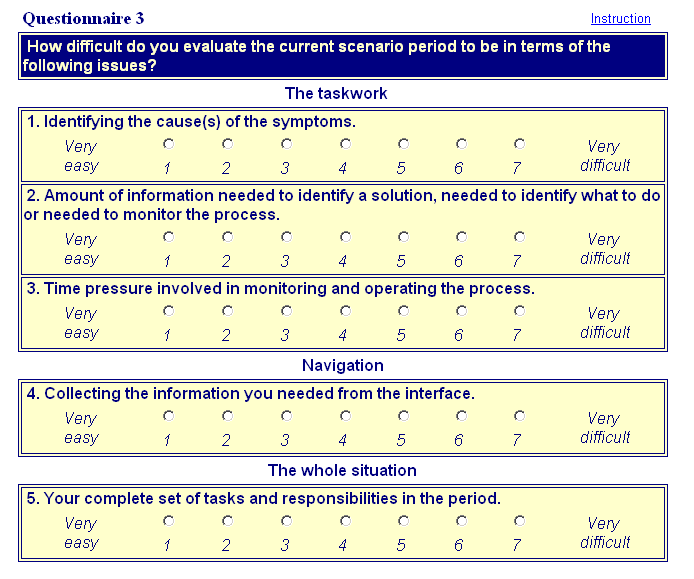 Questionnaire 3
Instruction
How difficult do you evaluate the current scenario period to be in terms of the
following issues?
The taskwork
1. Identifying the cause(s) of the symptoms.
Very easy 1 2 3 4 5 6 7 Very difficult
2. Amount of information needed to identify a solution, needed to identify what to do
or needed to monitor the process.
Very easy 1 2 3 4 5 6 7 Very difficult
3. Time pressure involved in monitoring and operating the process.
Very easy 1 2 3 4 5 6 7 Very difficult
Navigation
4. Collecting the information you needed from the interface.
Very easy 1 2 3 4 5 6 7 Very difficult
The whole situation
5. Your complete set of tasks and responsibilities in the period.
Very easy 1 2 3 4 5 6 7 Very difficult